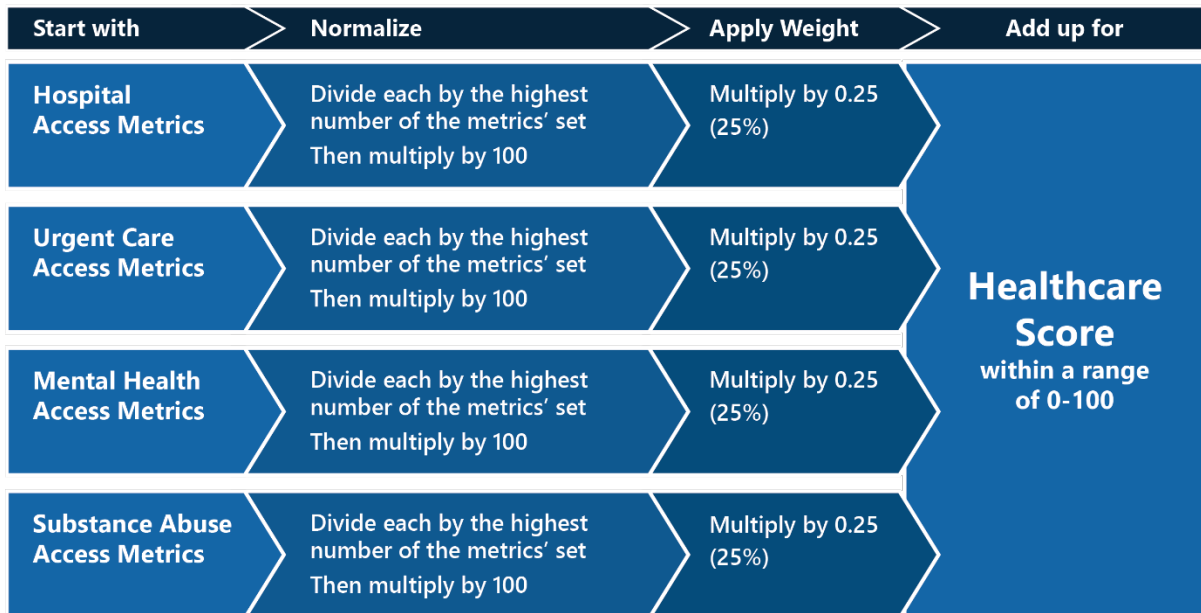 Start with
Normalize
Apply Weight
Add up for
Hospital
Access Metrics
Divide each by the highest
number of the metrics’ set
Then multiply by 100
Multiply by 0.25
(25%)
Urgent Care
Access Metrics
Divide each by the highest
number of the metrics’ set
Then multiply by 100
Multiply by 0.25
(25%)
Mental Health
Access Metrics
Divide each by the highest
number of the metrics’ set
Then multiply by 100
Multiply by 0.25
(25%)
Substance Abuse
Access Metrics
Divide each by the highest
number of the metrics’ set
Then multiply by 100
Multiply by 0.25
(25%)
Healthcare
Score
within a range
of 0-100